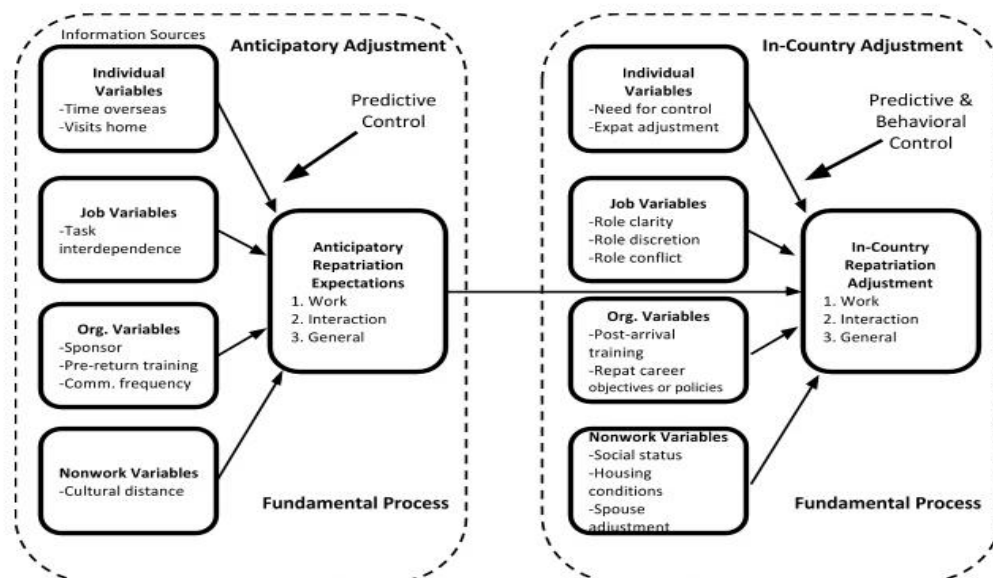 Information Sources
Anticipatory Adjustment
Individual
Variables
-Time overseas
-Visits home
Predictive
Control
Job Variables
-Task
interdependence
Anticipatory
Repatriation
Expectations
1. Work
2. Interaction
3. General
Org. Variables
-Sponsor
-Pre-return training
-Comm. frequency
Nonwork Variables
-Cultural distance
Fundamental Process
In-Country Adjustment
Individual
Variables
-Need for control
-Expat adjustment
Predictive &
Behavioral
Control
Job Variables
-Role clarity
-Role discretion
-Role conflict
In-Country
Repatriation
Adjustment
1. Work
2. Interaction
3. General
Org. Variables
-Post-arrival
training
-Repat career
objectives or policies
Nonwork Variables
-Social status
-Housing
conditions
-Spouse
adjustment
Fundamental Process